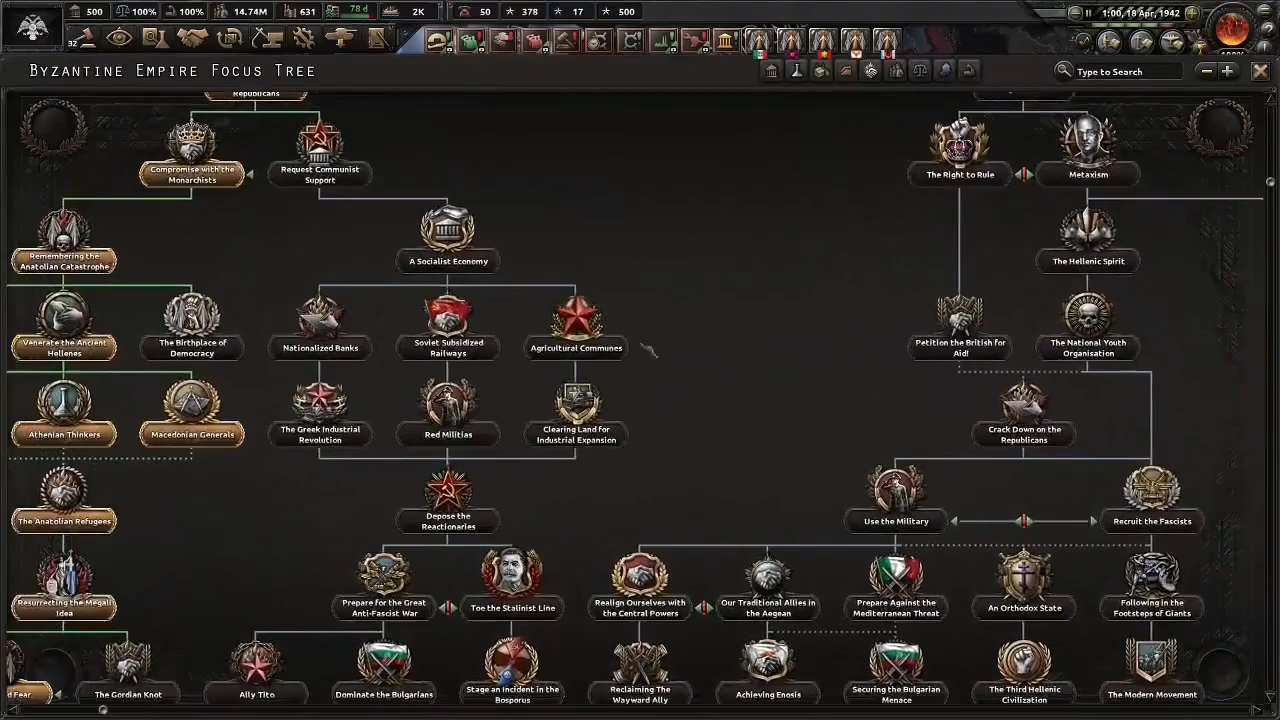 500 100% 100% 14.74M 631 78 d 2K 50 378 17 500 1:00, 18 Apr, 1942
32
BYZANTINE EMPIRE FOCUS TREE
Type to Search
Republicans
Compromise with the
Monarchists
Request Communist
Support
The Right to Rule
Metaxism
Remembering the
Anatolian Catastrophe
A Socialist Economy
The Hellenic Spirit
Venerate the Ancient
Hellenes
The Birthplace of
Democracy
Nationalized Banks
Soviet Subsidized
Railways
Agricultural Communes
Petition the British for
Aid!
The National Youth
Organisation
Athenian Thinkers
Macedonian Generals
The Greek Industrial
Revolution
Red Militias
Clearing Land for
Industrial Expansion
Crack Down on the
Republicans
The Anatolian Refugees
Depose the
Reactionaries
Use the Military
Recruit the Fascists
Resurrecting the Megali
Idea
Prepare for the Great
Anti-Fascist War
Toe the Stalinist Line
Realign Ourselves with
the Central Powers
Our Traditional Allies in
the Aegean
Prepare Against the
Mediterranean Threat
An Orthodox State
Following in the
Footsteps of Giants
d Fear
The Gordian Knot
Ally Tito
Dominate the Bulgarians
Stage an Incident in the
Bosporus
Reclaiming The
Wayward Ally
Achieving Enosis
Securing the Bulgarian
Menace
The Third Hellenic
Civilization
The Modern Movement